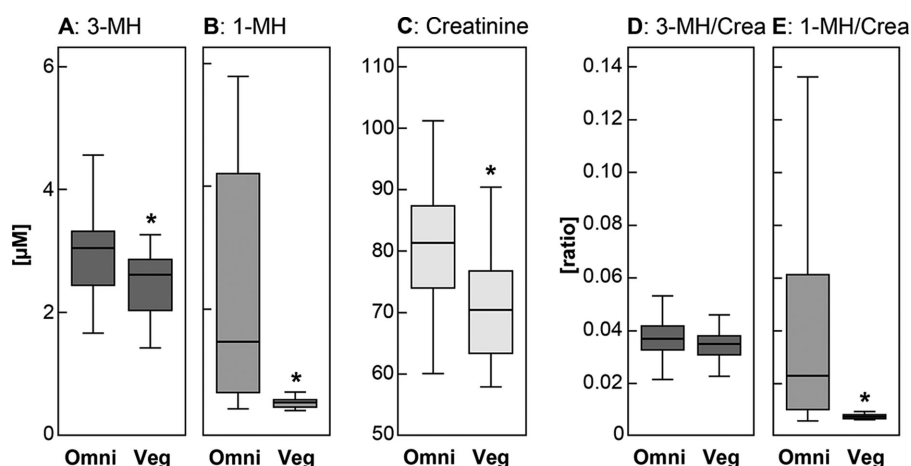 A: 3-MH
B: 1-MH
C: Creatinine
D: 3-MH/Crea
E: 1-MH/Crea
[µM]
6
4
2
0
*
*
110
100
90
80
70
60
50
*
[ratio]
0.14
0.12
0.10
0.08
0.06
0.04
0.02
0
*
Omni Veg
Omni Veg
Omni Veg
Omni Veg
Omni Veg